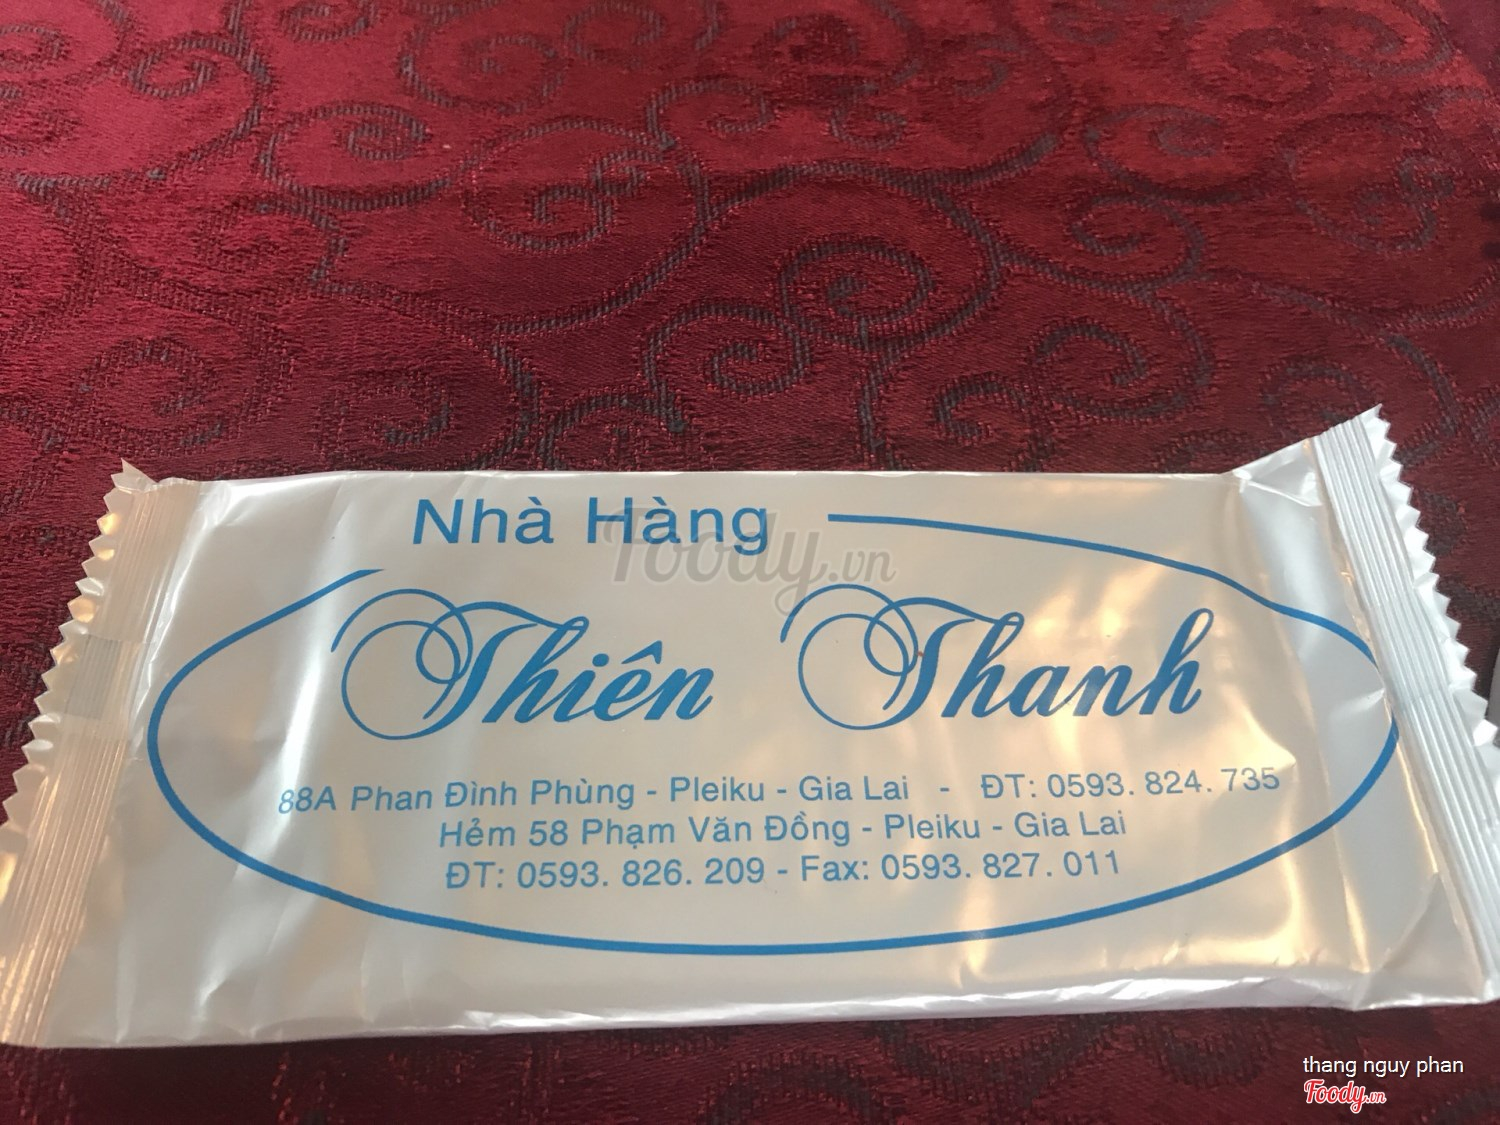 Nhà Hàng
Thiên Thanh
88A Phan Đình Phùng - Pleiku - Gia Lai - ĐT: 0593. 824. 735
Hẻm 58 Phạm Văn Đồng - Pleiku - Gia Lai
ĐT: 0593. 826. 209 - Fax: 0593. 827. 011
Foody.vn
thang nguy phan
Foody.vn